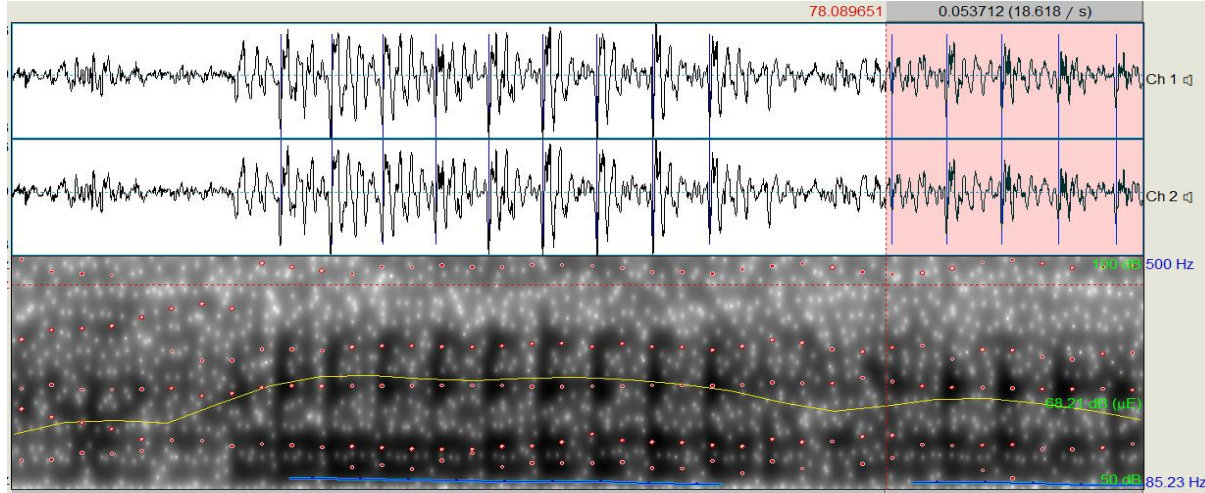 78.089651 0.053712 (18.618 / s)
Ch 1
Ch 2
100 dB 500 Hz
68.21 dB (µE)
50 dB 85.23 Hz